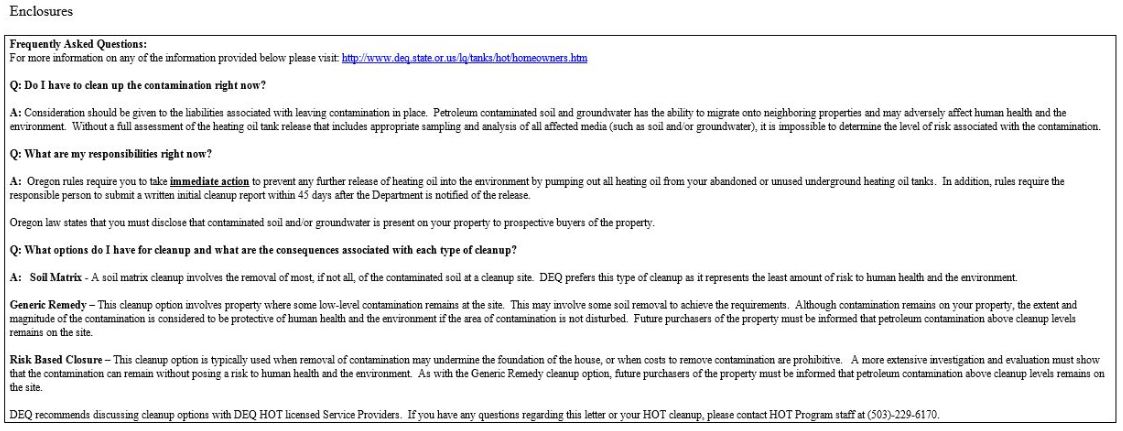 Enclosures
Frequently Asked Questions:
For more information on any of the information provided below please visit: http://www.deq.state.or.us/lq/tanks/hot/homeowners.htm
Q: Do I have to clean up the contamination right now?
A: Consideration should be given to the liabilities associated with leaving contamination in place. Petroleum contaminated soil and groundwater has the ability to migrate onto neighboring properties and may adversely affect human health and the
environment. Without a full assessment of the heating oil tank release that includes appropriate sampling and analysis of all affected media (such as soil and/or groundwater), it is impossible to determine the level of risk associated with the contamination.
Q: What are my responsibilities right now?
A: Oregon rules require you to take immediate action to prevent any further release of heating oil into the environment by pumping out all heating oil from your abandoned or unused underground heating oil tanks. In addition, rules require the
responsible person to submit a written initial cleanup report within 45 days after the Department is notified of the release.
Oregon law states that you must disclose that contaminated soil and/or groundwater is present on your property to prospective buyers of the property.
Q: What options do I have for cleanup and what are the consequences associated with each type of cleanup?
A: Soil Matrix - A soil matrix cleanup involves the removal of most, if not all, of the contaminated soil at a cleanup site. DEQ prefers this type of cleanup as it represents the least amount of risk to human health and the environment.
Generic Remedy – This cleanup option involves property where some low-level contamination remains at the site. This may involve some soil removal to achieve the requirements. Although contamination remains on your property, the extent and
magnitude of the contamination is considered to be protective of human health and the environment if the area of contamination is not disturbed. Future purchasers of the property must be informed that petroleum contamination above cleanup levels
remains on the site.
Risk Based Closure – This cleanup option is typically used when removal of contamination may undermine the foundation of the house, or when costs to remove contamination are prohibitive. A more extensive investigation and evaluation must show
that the contamination can remain without posing a risk to human health and the environment. As with the Generic Remedy cleanup option, future purchasers of the property must be informed that petroleum contamination above cleanup levels remains on
the site.
DEQ recommends discussing cleanup options with DEQ HOT licensed Service Providers. If you have any questions regarding this letter or your HOT cleanup, please contact HOT Program staff at (503)-229-6170.